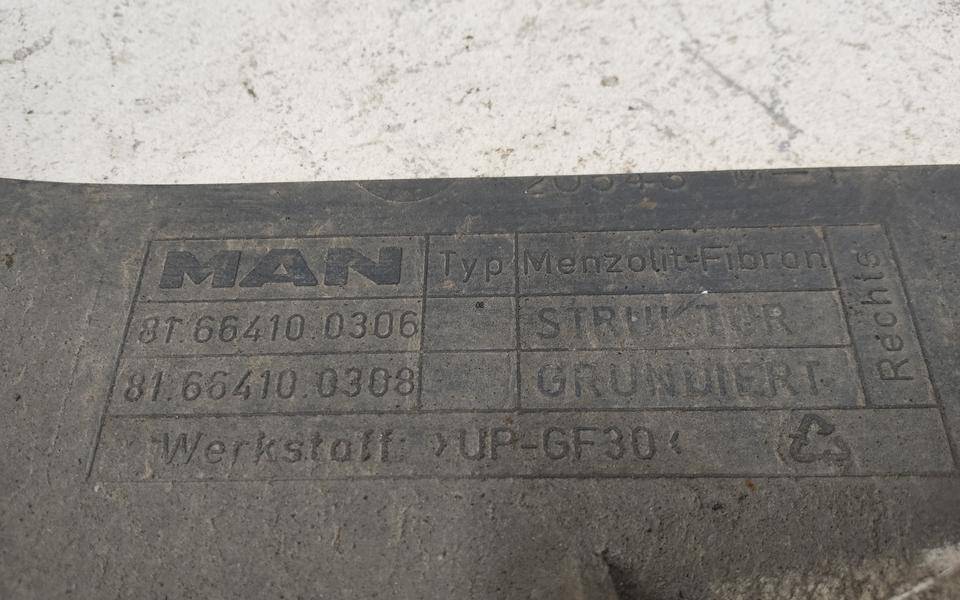 MAN Typ Menzolit-Fibron Rechts
81.66410.0306 STRUKTUR
81.66410.0308 GRUNDIERT
Werkstoff: >UP-GF30<